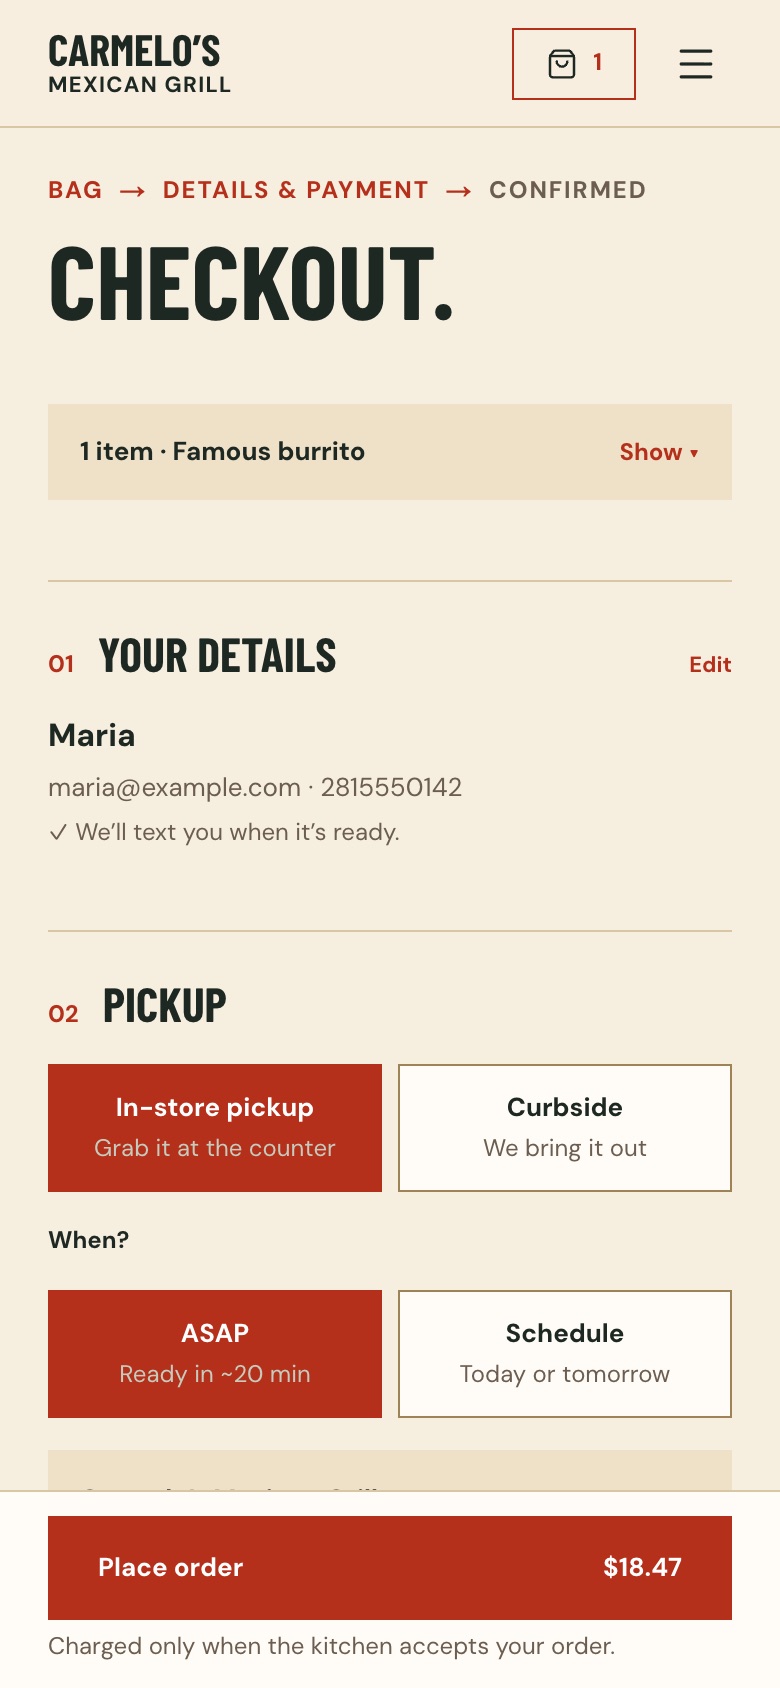 CARMELO’S
MEXICAN GRILL
1
BAG → DETAILS & PAYMENT → CONFIRMED
CHECKOUT.
1 item · Famous burrito
Show ▾
01 YOUR DETAILS
Edit
Maria
maria@example.com · 2815550142
✓ We’ll text you when it’s ready.
02 PICKUP
In-store pickup
Grab it at the counter
Curbside
We bring it out
When?
ASAP
Ready in ~20 min
Schedule
Today or tomorrow
Place order
$18.47
Charged only when the kitchen accepts your order.